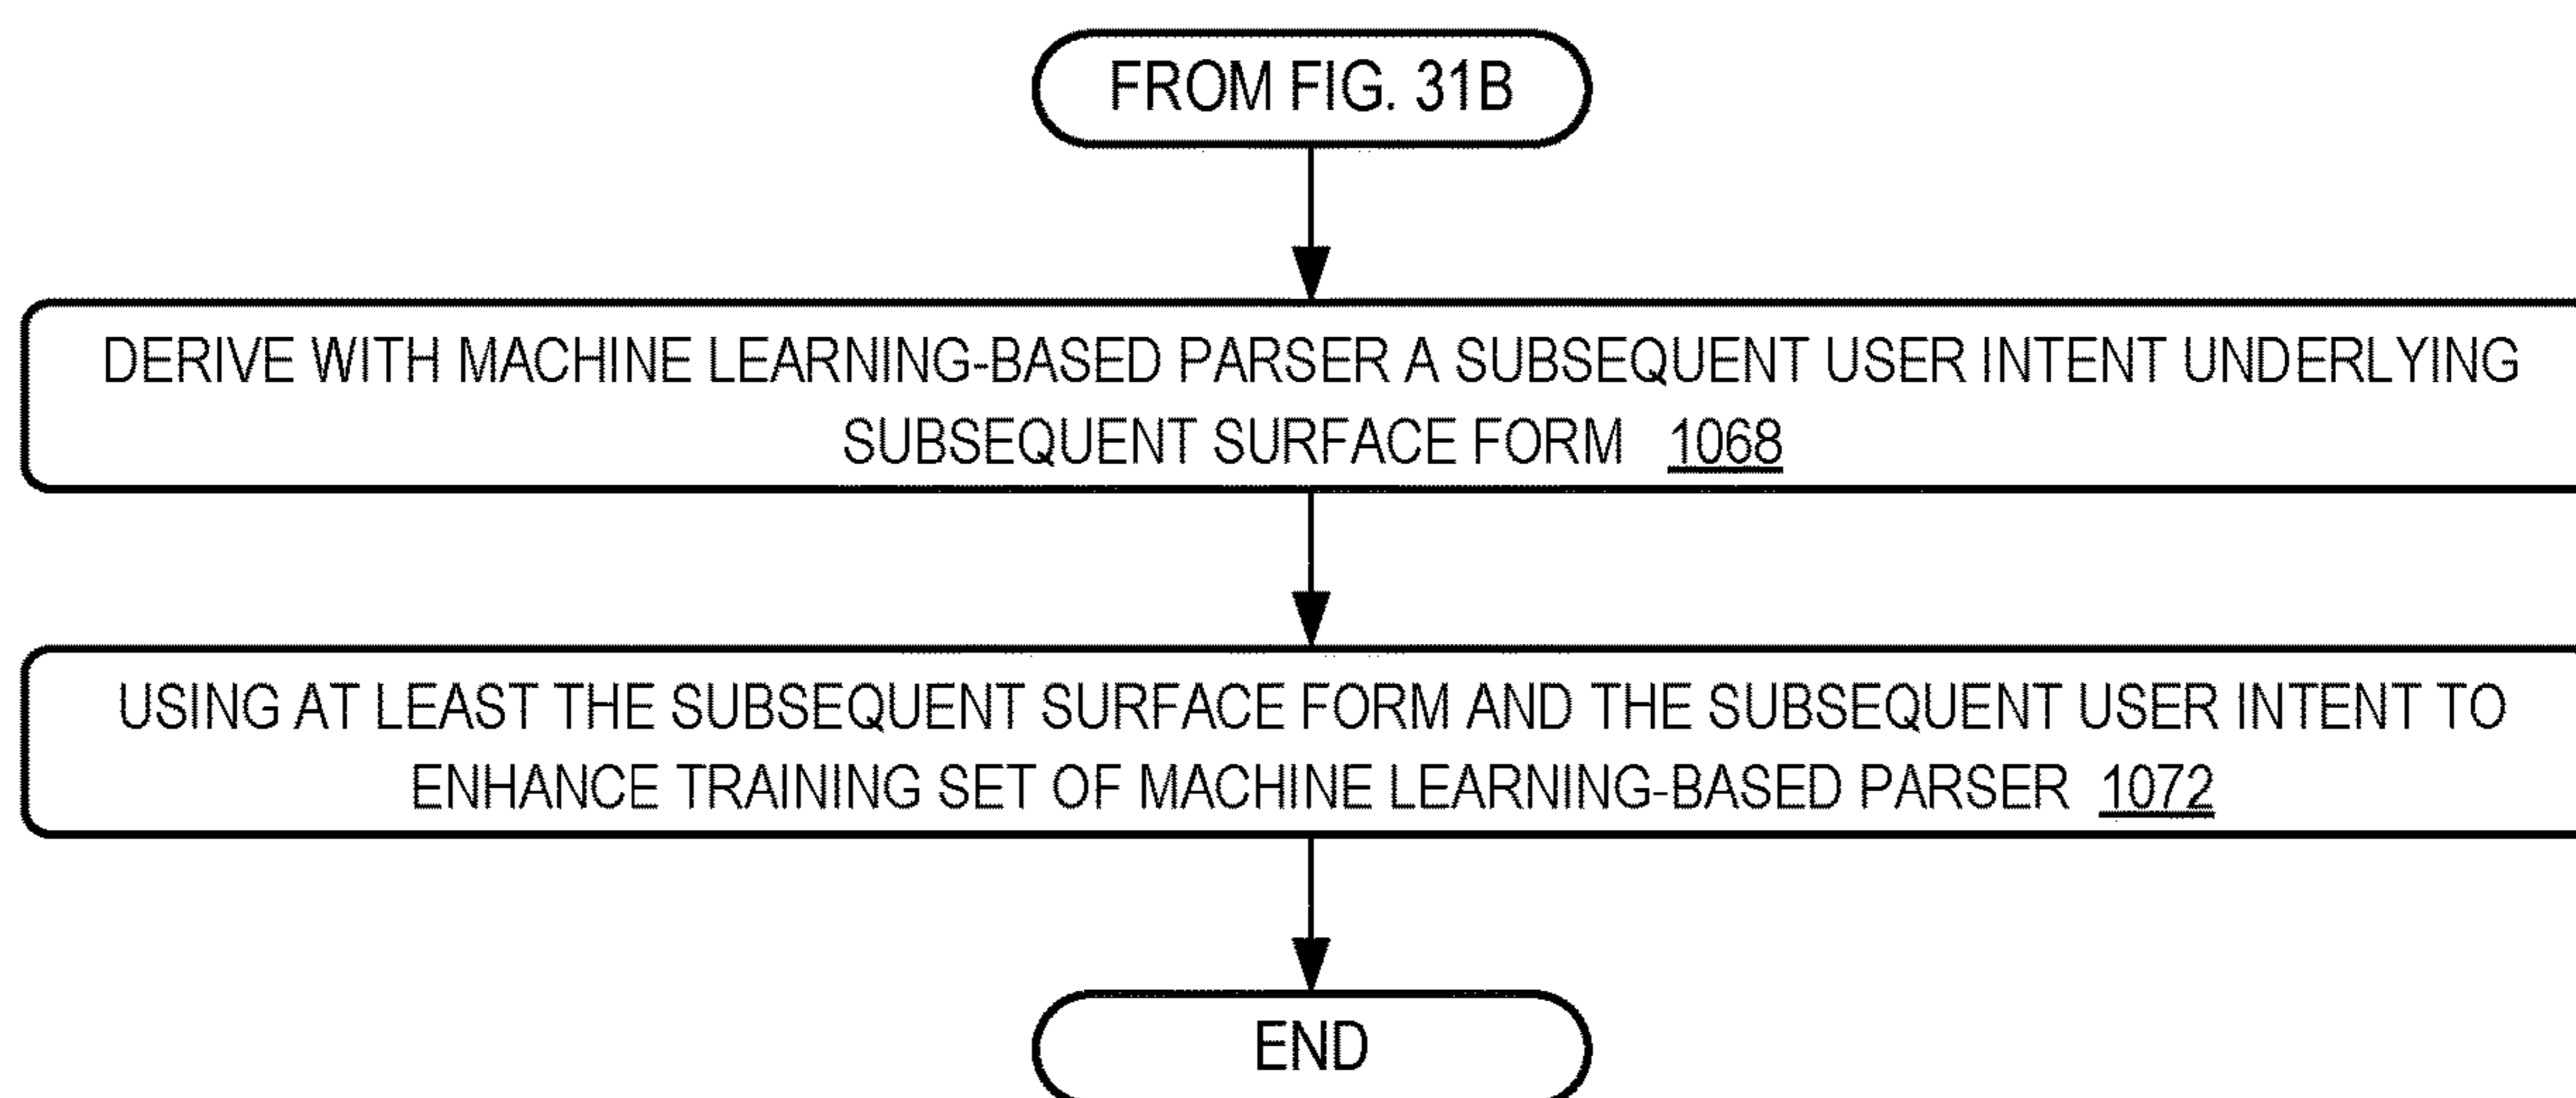 FROM FIG. 31B
DERIVE WITH MACHINE LEARNING-BASED PARSER A SUBSEQUENT USER INTENT UNDERLYING
SUBSEQUENT SURFACE FORM 1068
USING AT LEAST THE SUBSEQUENT SURFACE FORM AND THE SUBSEQUENT USER INTENT TO
ENHANCE TRAINING SET OF MACHINE LEARNING-BASED PARSER 1072
END